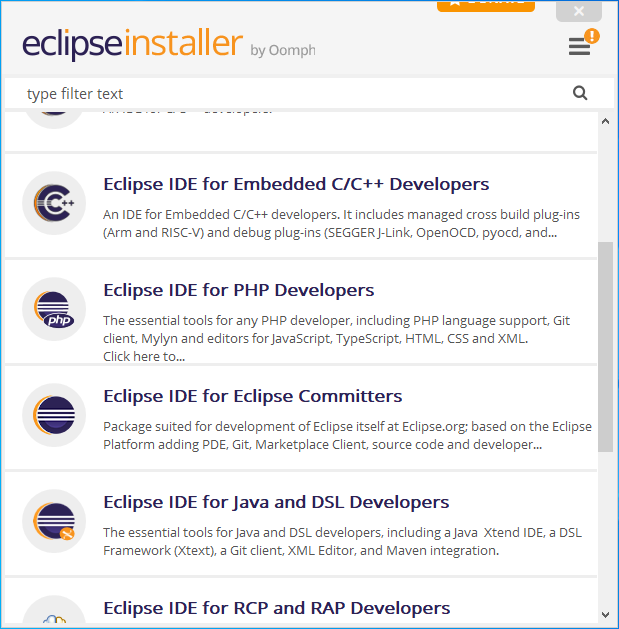 eclipseinstaller by Oomph
type filter text
Eclipse IDE for Embedded C/C++ Developers
An IDE for Embedded C/C++ developers. It includes managed cross build plug-ins
(Arm and RISC-V) and debug plug-ins (SEGGER J-Link, OpenOCD, pyocd, and...
Eclipse IDE for PHP Developers
php
The essential tools for any PHP developer, including PHP language support, Git
client, Mylyn and editors for JavaScript, TypeScript, HTML, CSS and XML.
Click here to...
Eclipse IDE for Eclipse Committers
Package suited for development of Eclipse itself at Eclipse.org; based on the Eclipse
Platform adding PDE, Git, Marketplace Client, source code and developer...
Eclipse IDE for Java and DSL Developers
The essential tools for Java and DSL developers, including a Java  Xtend IDE, a DSL
Framework (Xtext), a Git client, XML Editor, and Maven integration.
Eclipse IDE for RCP and RAP Developers